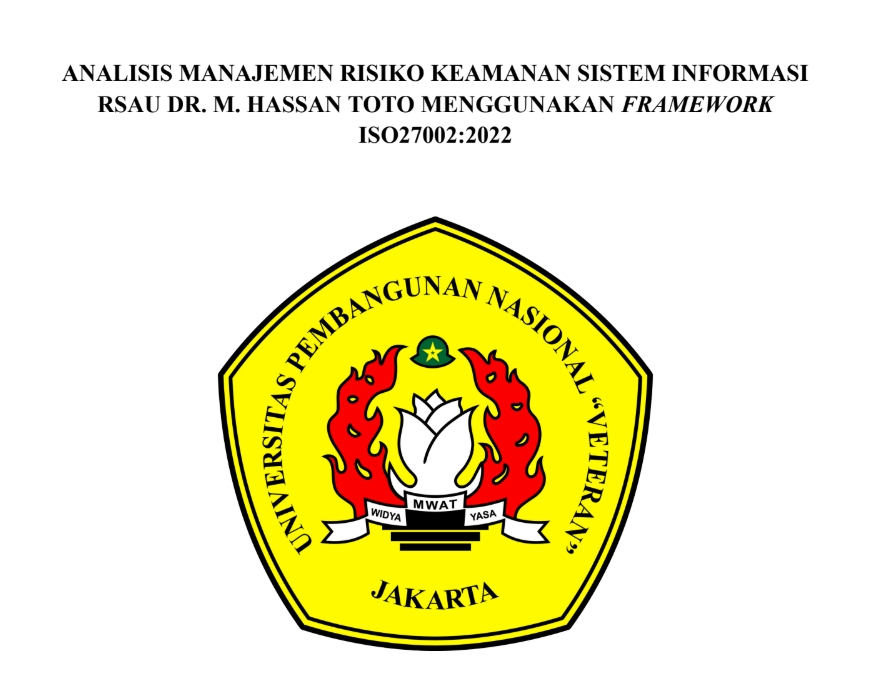 ANALISIS MANAJEMEN RISIKO KEAMANAN SISTEM INFORMASI
RSAU DR. M. HASSAN TOTO MENGGUNAKAN FRAMEWORK
ISO27002:2022
UNIVERSITAS PEMBANGUNAN NASIONAL “VETERAN”
WIDYA MWAT YASA
JAKARTA